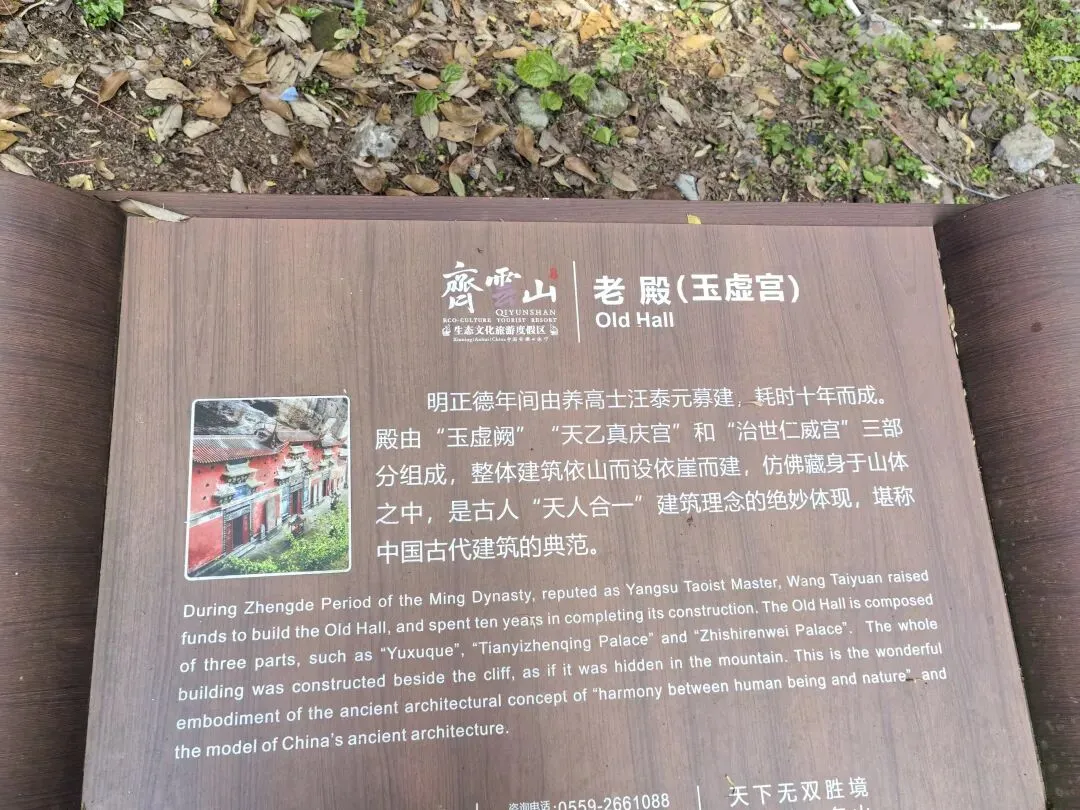 齊雲山
QIYUNSHAN
ECO-CULTURE TOURIST RESORT
生态文化旅游度假区
老殿(玉虚宫)
Old Hall
明正德年间由养高士汪泰元募建，耗时十年而成。
殿由“玉虚阙”“天乙真庆宫”和“治世仁威宫”三部
分组成，整体建筑依山而设依崖而建，仿佛藏身于山体
之中，是古人“天人合一”建筑理念的绝妙体现，堪称
中国古代建筑的典范。
During Zhengde Period of the Ming Dynasty, reputed as Yangsu Taoist Master, Wang Taiyuan raised
funds to build the Old Hall, and spent ten years in completing its construction. The Old Hall is composed
of three parts, such as “Yuxuque”, “Tianyizhenqing Palace” and “Zhishirenwei Palace”. The whole
building was constructed beside the cliff, as if it was hidden in the mountain. This is the wonderful
embodiment of the ancient architectural concept of “harmony between human being and nature”, and
the model of China's ancient architecture.
咨询电话:0559-2661088
天下无双胜境